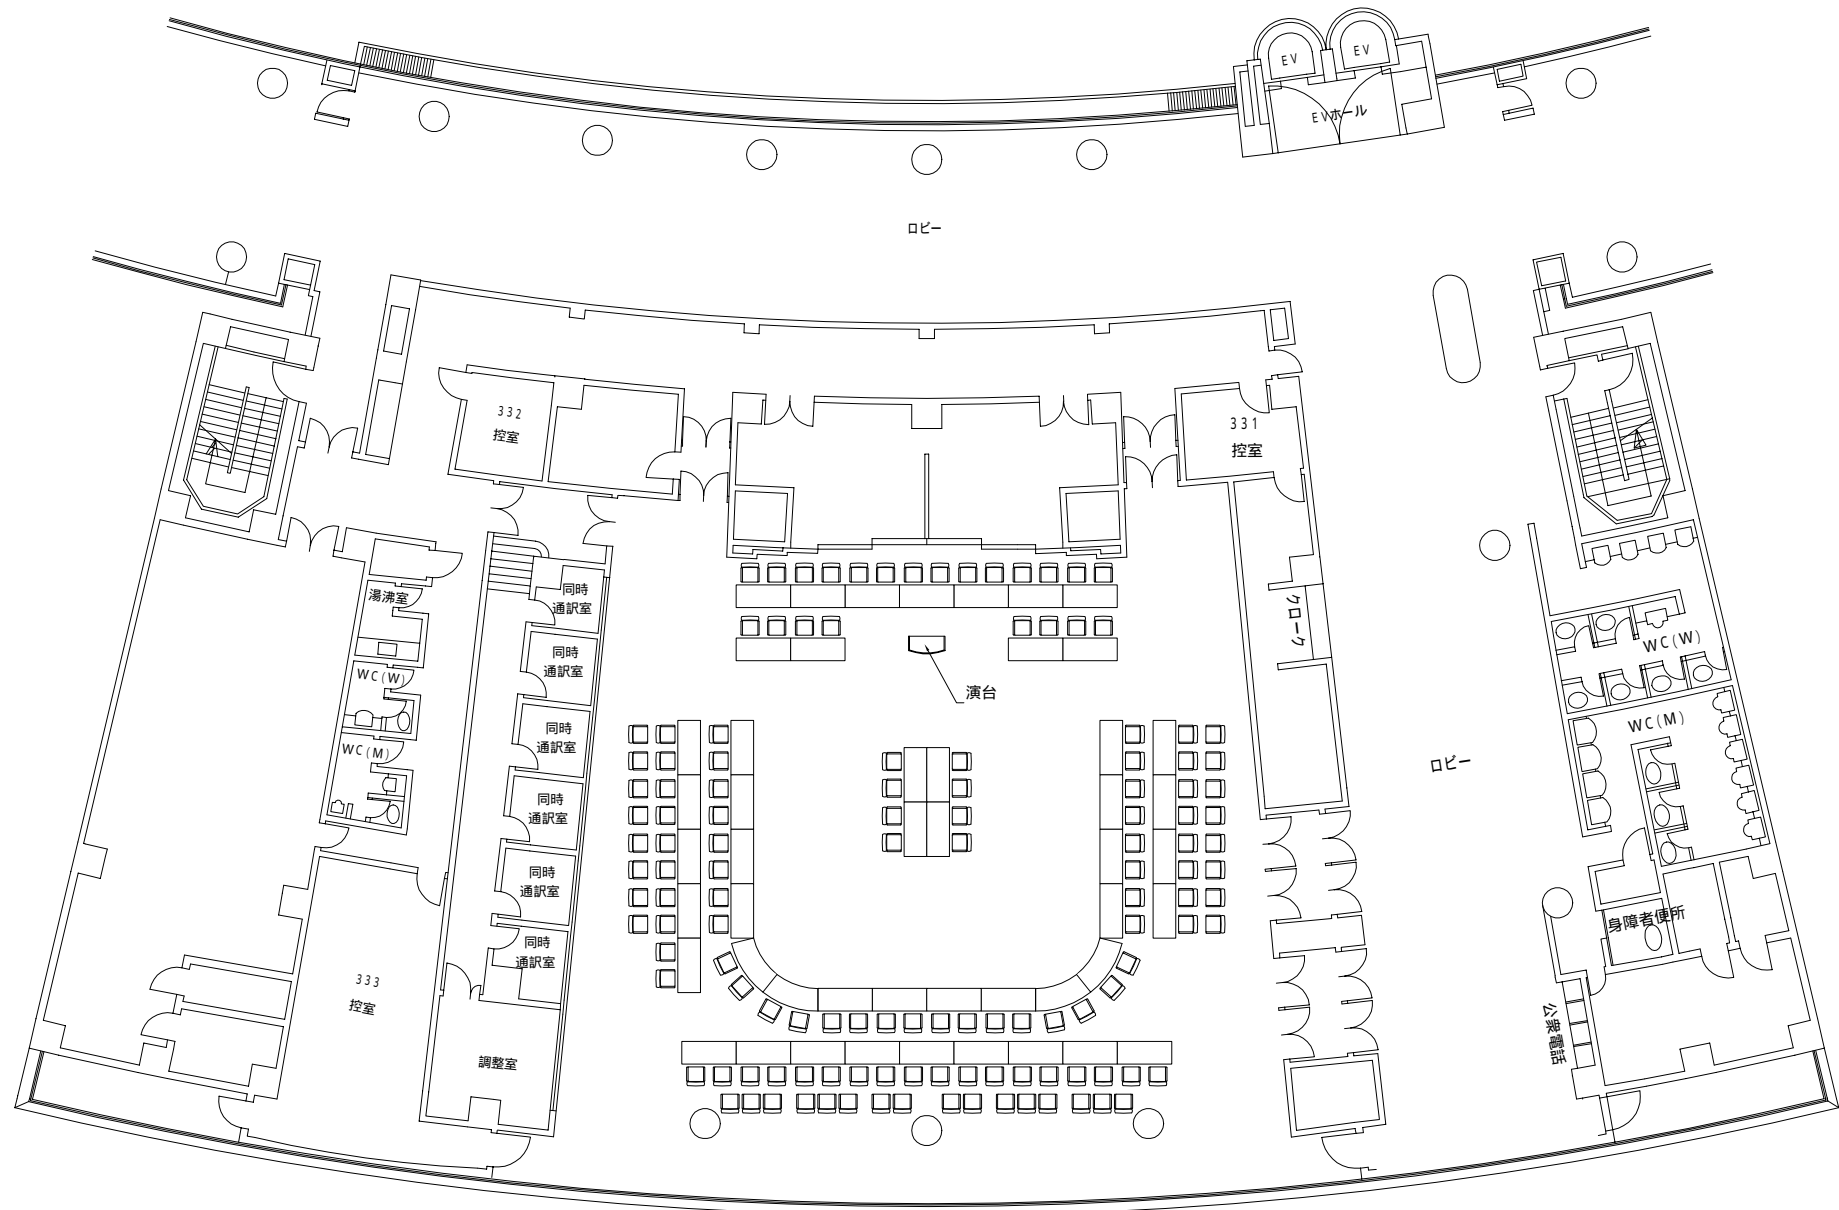 EV
EV
EVホール
ロビー
332
控室
331
控室
同時
通訳室
湯沸室
クローク
同時
通訳室
WC(W)
WC(W)
演台
同時
通訳室
WC(M)
WC(M)
ロビー
同時
通訳室
同時
通訳室
身障者便所
同時
通訳室
333
控室
公衆電話
調整室